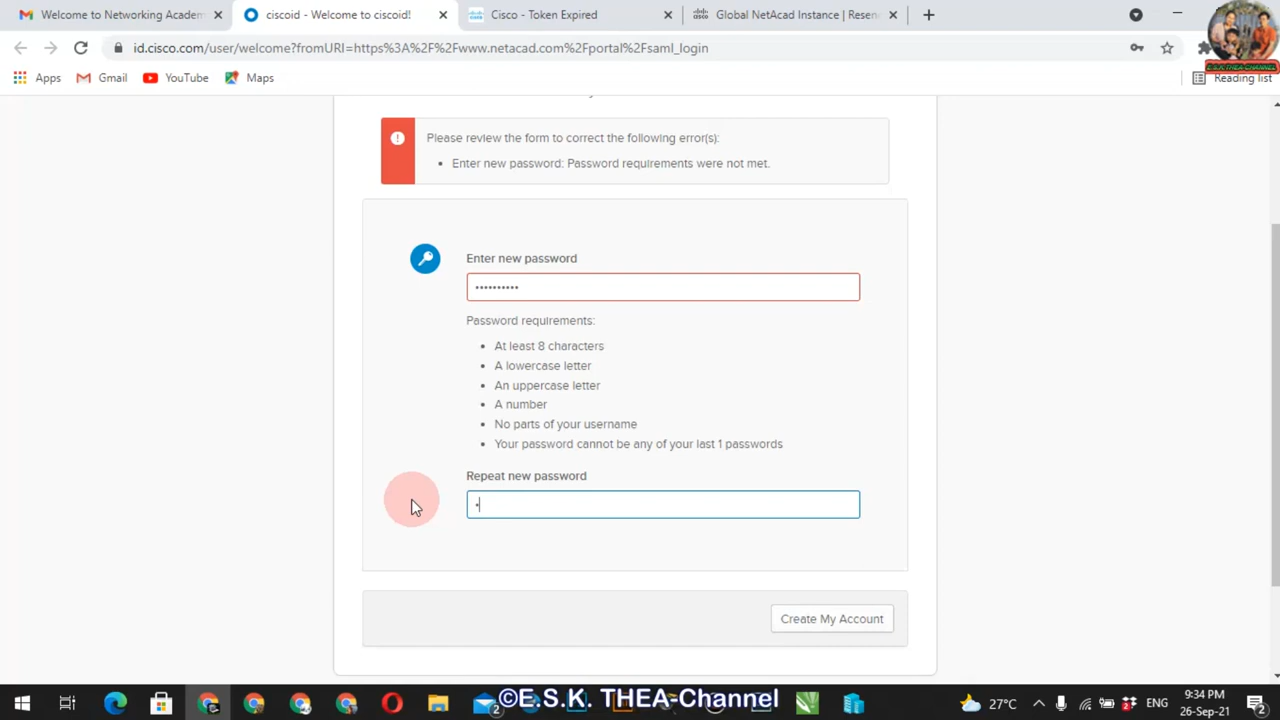 Welcome to Networking Academ
ciscoid - Welcome to ciscoid!
Cisco - Token Expired
Global NetAcad Instance | Resen
id.cisco.com/user/welcome?fromURI=https%3A%2F%2Fwww.netacad.com%2Fportal%2Fsaml_login
Apps
Gmail
YouTube
Maps
E.S.K.THEA-CHANNEL
Reading list
Please review the form to correct the following error(s):
• Enter new password: Password requirements were not met.
Enter new password
••••••••••
Password requirements:
• At least 8 characters
• A lowercase letter
• An uppercase letter
• A number
• No parts of your username
• Your password cannot be any of your last 1 passwords
Repeat new password
•
Create My Account
©E.S.K. THEA-Channel
2
27°C
ENG
9:34 PM
26-Sep-21
2